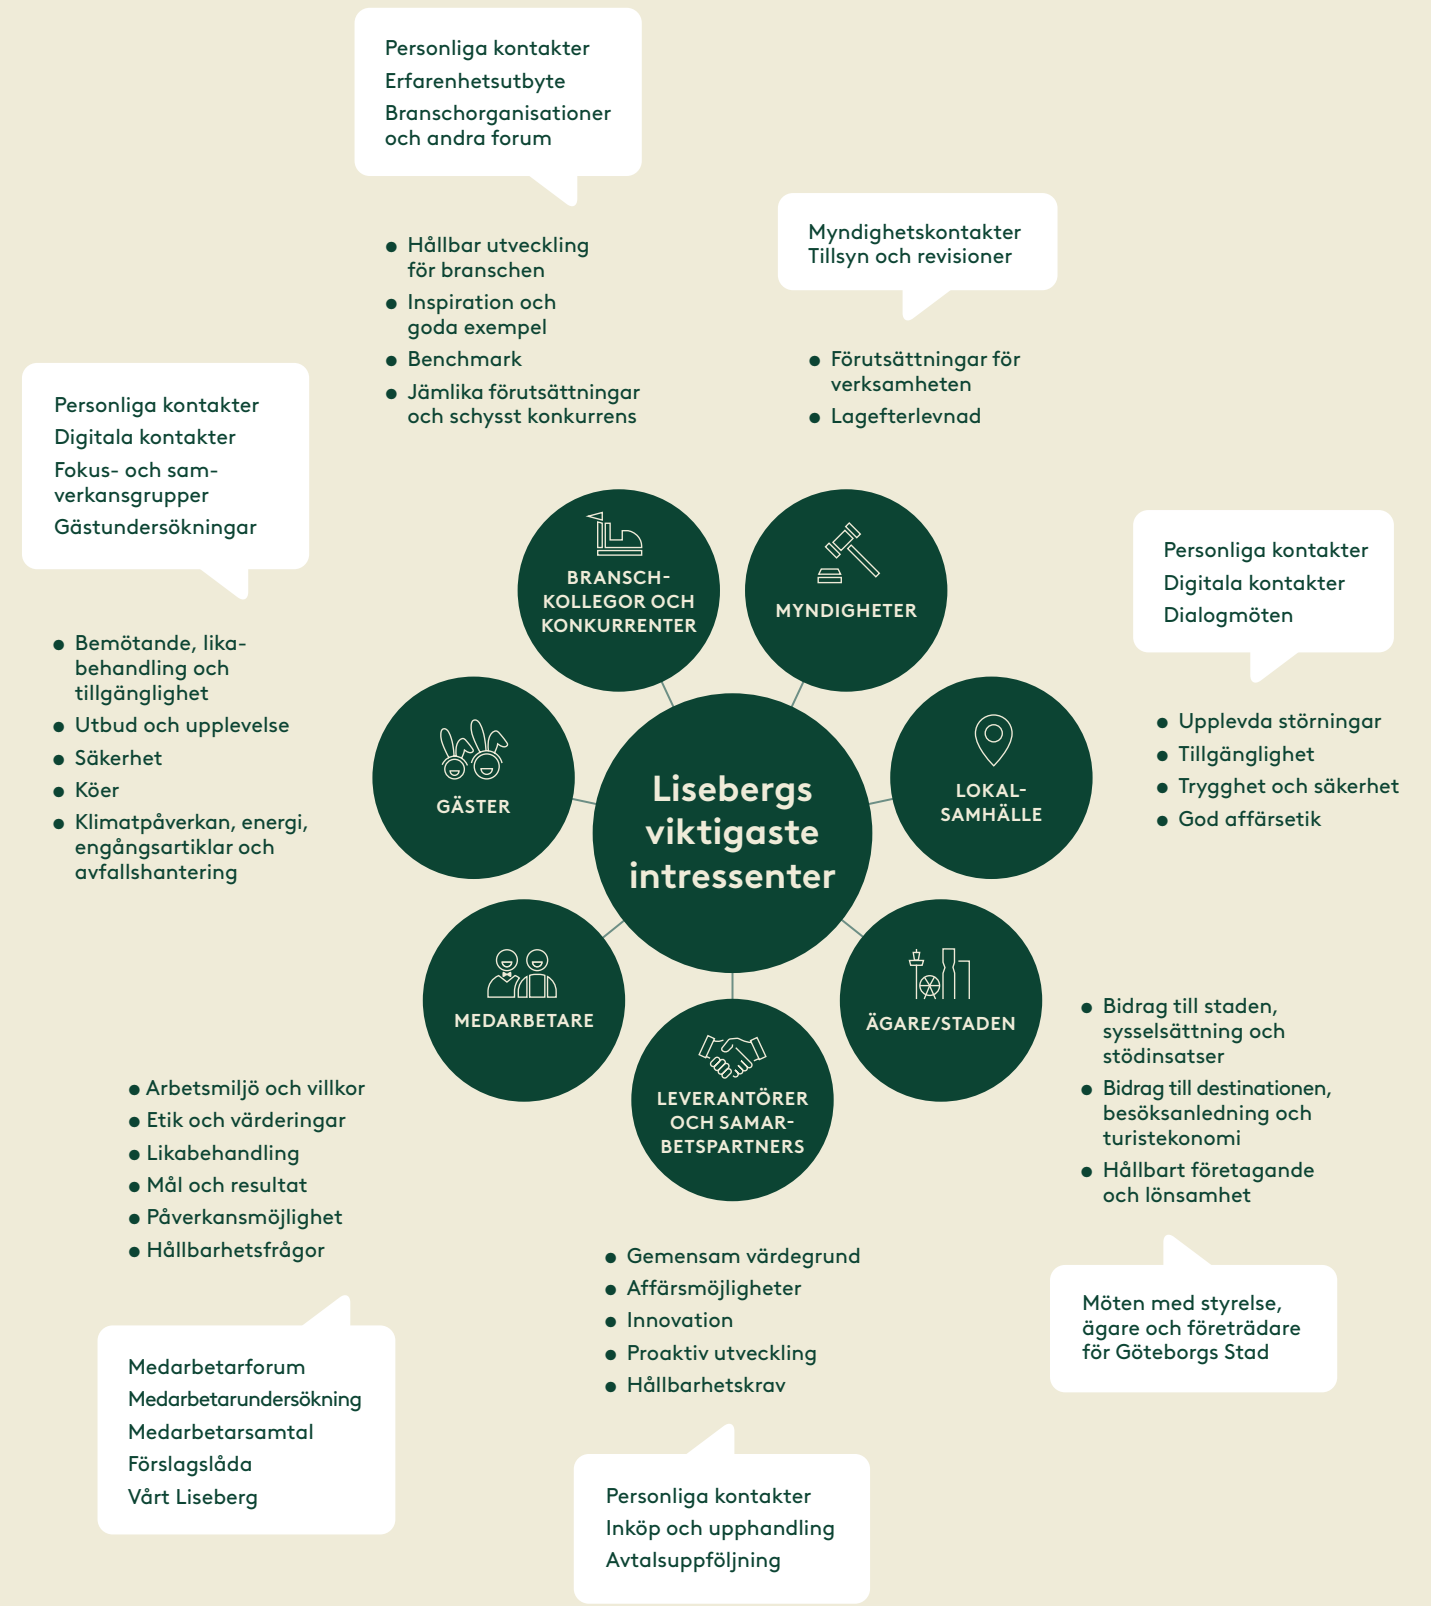 Personliga kontakter
Erfarenhetsutbyte
Branschorganisationer
och andra forum
● Hållbar utveckling
för branschen
● Inspiration och
goda exempel
● Benchmark
● Jämlika förutsättningar
och schysst konkurrens
Myndighetskontakter
Tillsyn och revisioner
● Förutsättningar för
verksamheten
● Lagefterlevnad
Personliga kontakter
Digitala kontakter
Fokus- och sam-
verkansgrupper
Gästundersökningar
● Bemötande, lika-
behandling och
tillgänglighet
● Utbud och upplevelse
● Säkerhet
● Köer
● Klimatpåverkan, energi,
engångsartiklar och
avfallshantering
Personliga kontakter
Digitala kontakter
Dialogmöten
● Upplevda störningar
● Tillgänglighet
● Trygghet och säkerhet
● God affärsetik
BRANSCH-
KOLLEGOR OCH
KONKURRENTER
MYNDIGHETER
GÄSTER
Lisebergs
viktigaste
intressenter
LOKAL-
SAMHÄLLE
MEDARBETARE
ÄGARE/STADEN
LEVERANTÖRER
OCH SAMAR-
BETSPARTNERS
● Arbetsmiljö och villkor
● Etik och värderingar
● Likabehandling
● Mål och resultat
● Påverkansmöjlighet
● Hållbarhetsfrågor
Medarbetarforum
Medarbetarundersökning
Medarbetarsamtal
Förslagslåda
Vårt Liseberg
● Gemensam värdegrund
● Affärsmöjligheter
● Innovation
● Proaktiv utveckling
● Hållbarhetskrav
Personliga kontakter
Inköp och upphandling
Avtalsuppföljning
● Bidrag till staden,
sysselsättning och
stödinsatser
● Bidrag till destinationen,
besöksanledning och
turistekonomi
● Hållbart företagande
och lönsamhet
Möten med styrelse,
ägare och företrädare
för Göteborgs Stad